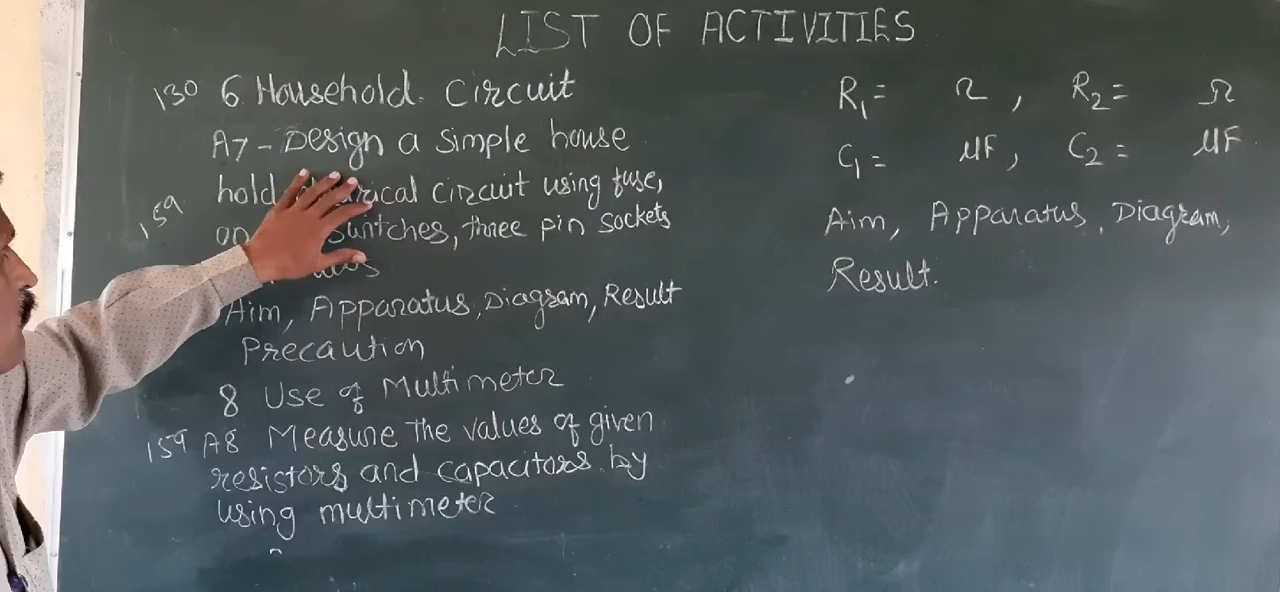 LIST OF ACTIVITIES
130 6 Household Circuit
A7 - Design a simple house
hold circuit using fuse,
159
switches, three pin sockets
Aim, Apparatus, Diagram, Result
Precaution
8 Use of Multimeter
159 A8 Measure the values of given
resistors and capacitors by
using multimeter
R1 = Ω, R2 = Ω
C1 = μF, C2 = μF
Aim, Apparatus, Diagram,
Result.